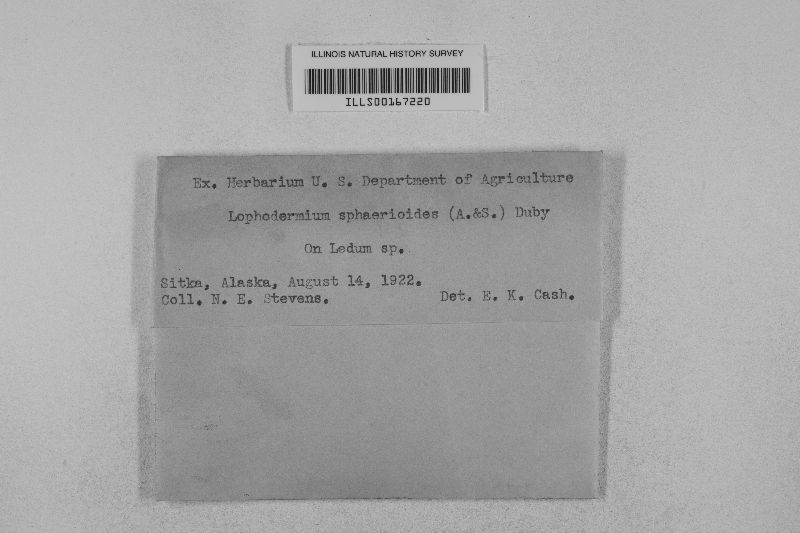 ILLINOIS NATURAL HISTORY SURVEY
ILLS00167220
Ex. Herbarium U. S. Department of Agriculture
Lophodermium sphaerioides (A.&S.) Duby
On Ledum sp.
Sitka, Alaska, August 14, 1922.
Coll. N. E. Stevens. Det. E. K. Cash.